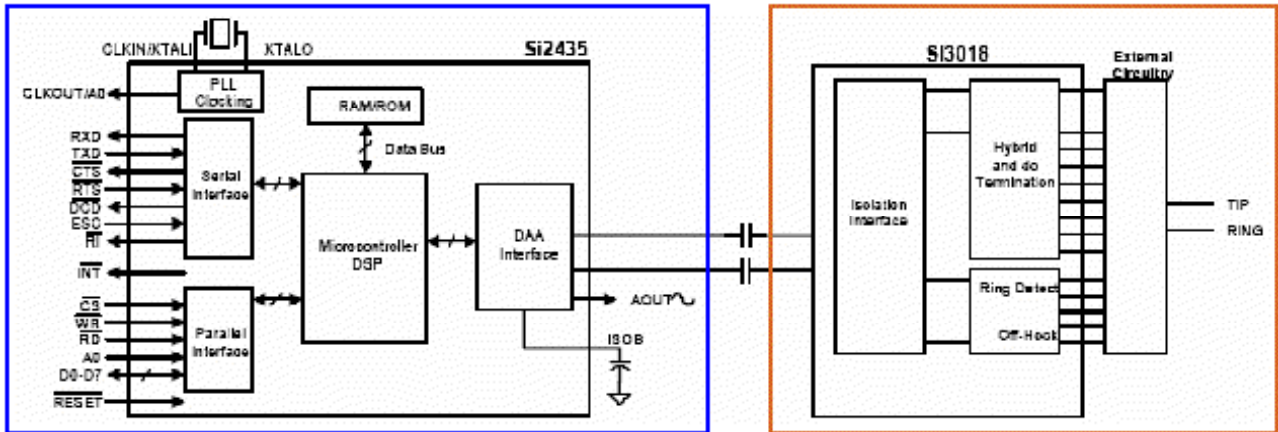 CLKIN/XTALI
XTALO
Si2435
CLKOUT/A0
PLL
Clocking
RAM/ROM
RXD
TXD
CTS
RTS
DCD
ESC
RI
INT
CS
WR
RD
A0
D0-D7
RESET
Serial
Interface
Parallel
Interface
Data Bus
Microcontroller
DSP
DAA
Interface
AOUT
ISOB
SI3018
Isolation
Interface
Hybrid
and dc
Termination
Ring Detect
Off-Hook
External
Circuitry
TIP
RING